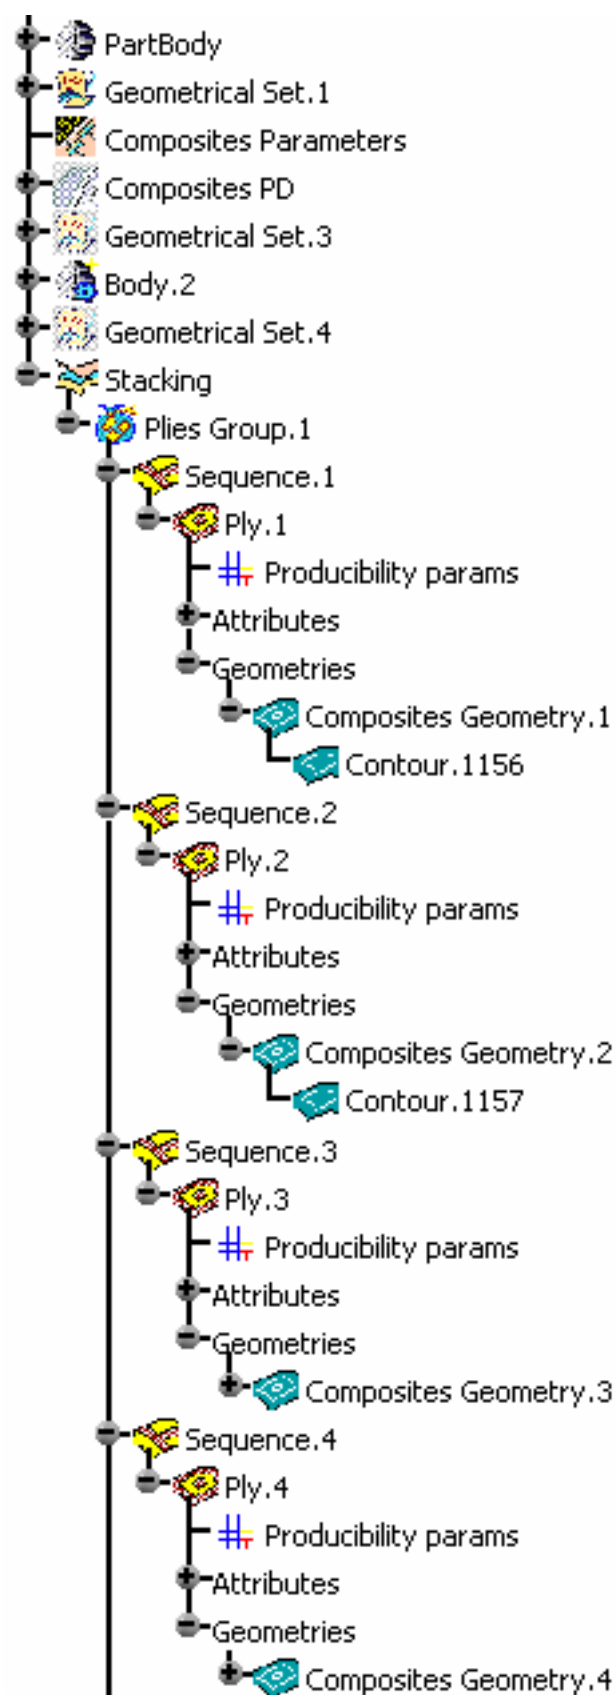 PartBody
Geometrical Set.1
Composites Parameters
Composites PD
Geometrical Set.3
Body.2
Geometrical Set.4
Stacking
Plies Group.1
Sequence.1
Ply.1
Producibility params
Attributes
Geometries
Composites Geometry.1
Contour.1156
Sequence.2
Ply.2
Producibility params
Attributes
Geometries
Composites Geometry.2
Contour.1157
Sequence.3
Ply.3
Producibility params
Attributes
Geometries
Composites Geometry.3
Sequence.4
Ply.4
Producibility params
Attributes
Geometries
Composites Geometry.4